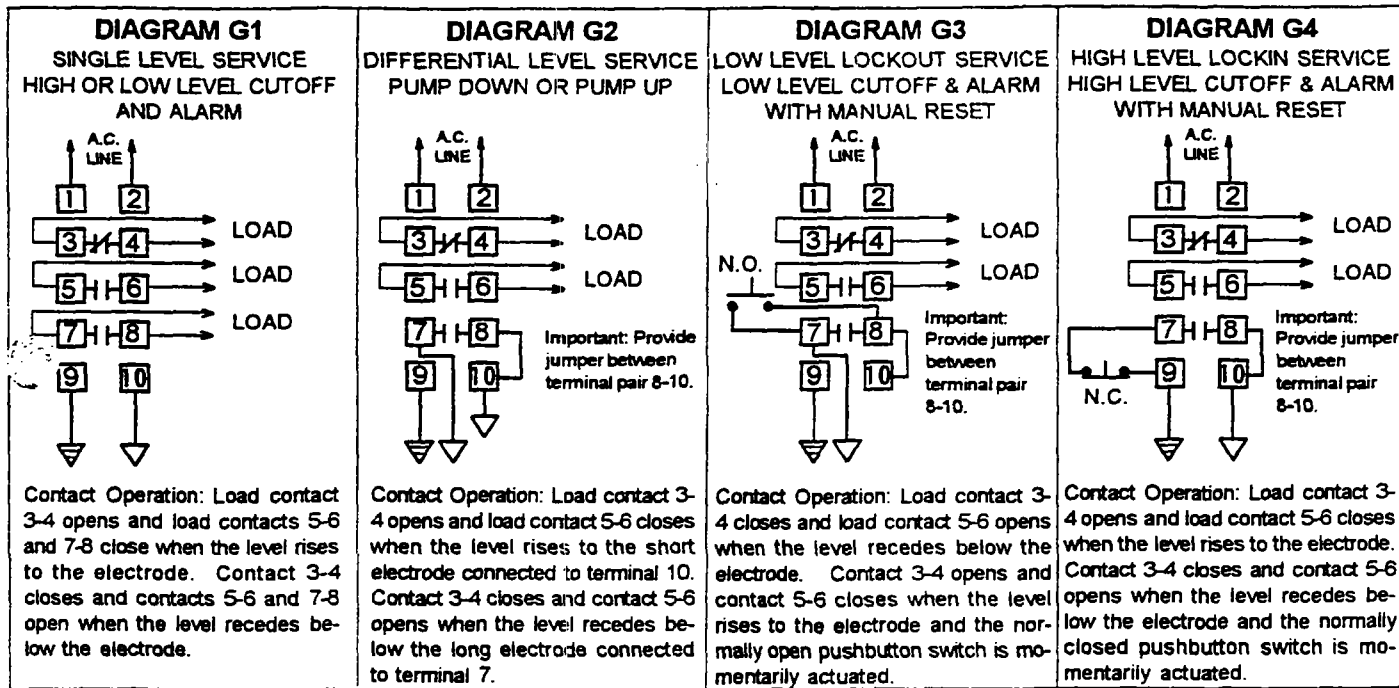 DIAGRAM G1
SINGLE LEVEL SERVICE
HIGH OR LOW LEVEL CUTOFF
AND ALARM
A.C.
LINE
1 2
3 4 LOAD
5 6 LOAD
7 8 LOAD
9 10
Contact Operation: Load contact
3-4 opens and load contacts 5-6
and 7-8 close when the level rises
to the electrode. Contact 3-4
closes and contacts 5-6 and 7-8
open when the level recedes be-
low the electrode.
DIAGRAM G2
DIFFERENTIAL LEVEL SERVICE
PUMP DOWN OR PUMP UP
A.C.
LINE
1 2
3 4 LOAD
5 6 LOAD
7 8
9 10
Important: Provide
jumper between
terminal pair 8-10.
Contact Operation: Load contact 3-
4 opens and load contact 5-6 closes
when the level rises to the short
electrode connected to terminal 10.
Contact 3-4 closes and contact 5-6
opens when the level recedes be-
low the long electrode connected
to terminal 7.
DIAGRAM G3
LOW LEVEL LOCKOUT SERVICE
LOW LEVEL CUTOFF & ALARM
WITH MANUAL RESET
A.C.
LINE
1 2
3 4 LOAD
N.O.
5 6 LOAD
7 8
9 10
Important:
Provide jumper
between
terminal pair
8-10.
Contact Operation: Load contact 3-
4 closes and load contact 5-6 opens
when the level recedes below the
electrode. Contact 3-4 opens and
contact 5-6 closes when the level
rises to the electrode and the nor-
mally open pushbutton switch is mo-
mentarily actuated.
DIAGRAM G4
HIGH LEVEL LOCKIN SERVICE
HIGH LEVEL CUTOFF & ALARM
WITH MANUAL RESET
A.C.
LINE
1 2
3 4 LOAD
5 6 LOAD
7 8
9 10
N.C.
Important:
Provide jumper
between
terminal pair
8-10.
Contact Operation: Load contact 3-
4 opens and load contact 5-6 closes
when the level rises to the electrode.
Contact 3-4 closes and contact 5-6
opens when the level recedes be-
low the electrode and the normally
closed pushbutton switch is mo-
mentarily actuated.